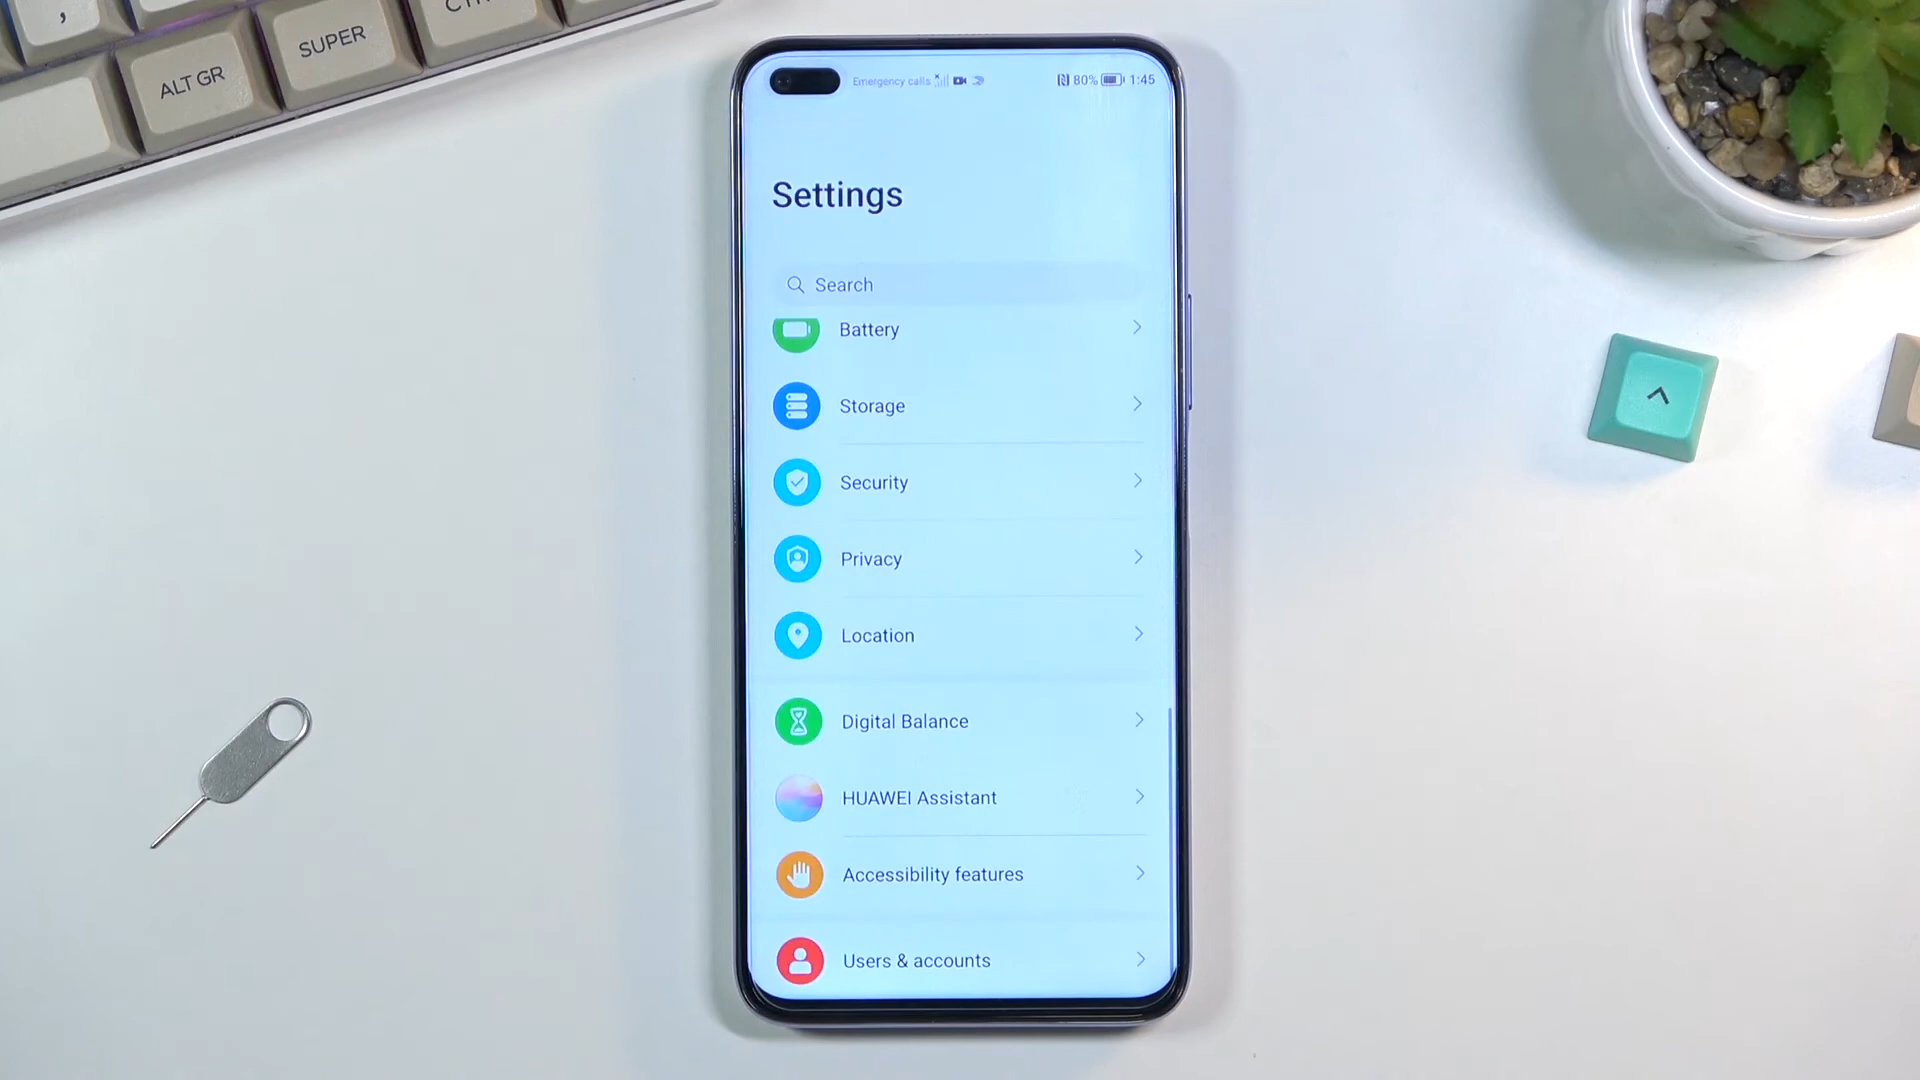 ,
ALT GR
SUPER
Emergency calls
80%
1:45
Settings
Search
Battery
Storage
Security
Privacy
Location
Digital Balance
HUAWEI Assistant
Accessibility features
Users & accounts
^